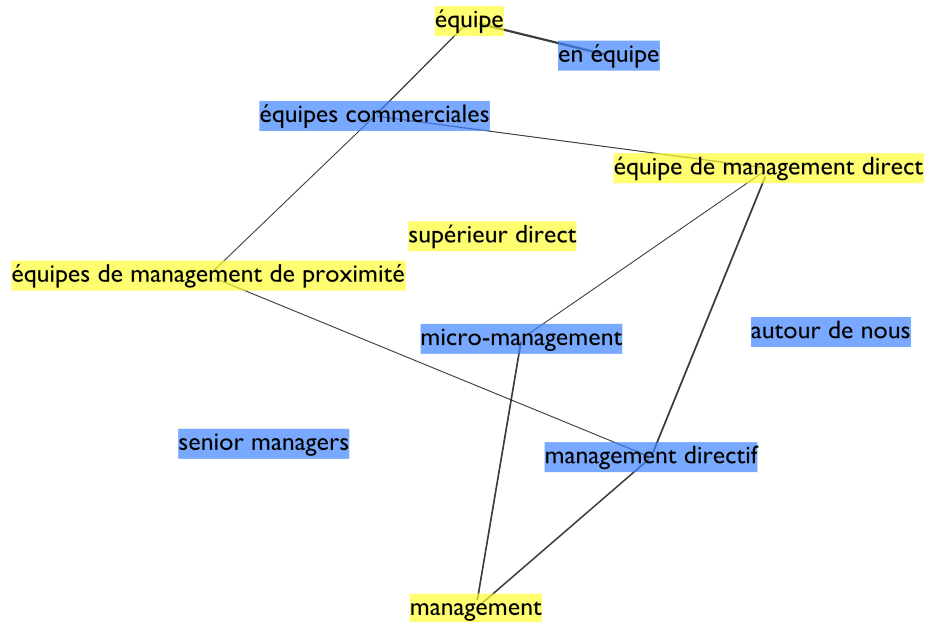 équipe
en équipe
équipes commerciales
équipe de management direct
supérieur direct
équipes de management de proximité
micro-management
autour de nous
senior managers
management directif
management